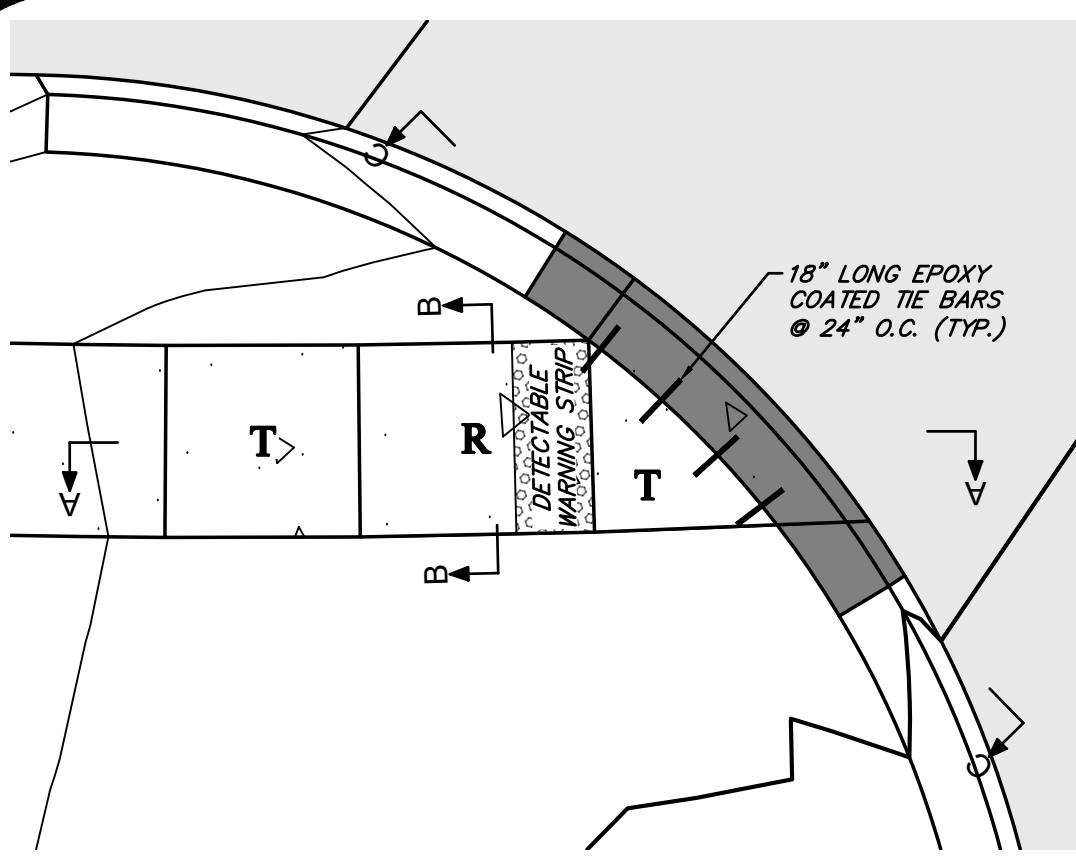 C
18” LONG EPOXY
COATED TIE BARS
@ 24” O.C. (TYP.)
B
DETECTABLE
WARNING STRIP
T
R
T
A
A
B
C